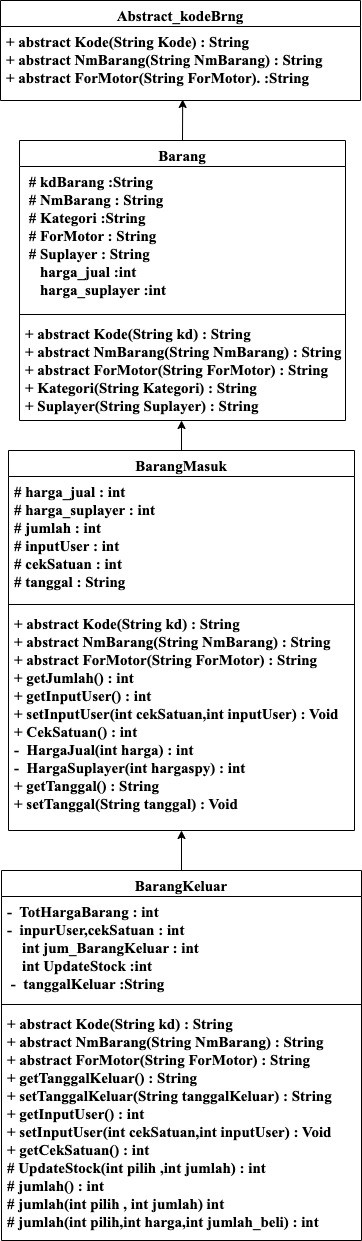 Abstract_kodeBrng
+ abstract Kode(String Kode) : String
+ abstract NmBarang(String NmBarang) : String
+ abstract ForMotor(String ForMotor). :String
Barang
# kdBarang :String
# NmBarang : String
# Kategori :String
# ForMotor : String
# Suplayer : String
harga_jual :int
harga_suplayer :int
+ abstract Kode(String kd) : String
+ abstract NmBarang(String NmBarang) : String
+ abstract ForMotor(String ForMotor) : String
+ Kategori(String Kategori) : String
+ Suplayer(String Suplayer) : String
BarangMasuk
# harga_jual : int
# harga_suplayer : int
# jumlah : int
# inputUser : int
# cekSatuan : int
# tanggal : String
+ abstract Kode(String kd) : String
+ abstract NmBarang(String NmBarang) : String
+ abstract ForMotor(String ForMotor) : String
+ getJumlah() : int
+ getInputUser() : int
+ setInputUser(int cekSatuan,int inputUser) : Void
+ CekSatuan() : int
- HargaJual(int harga) : int
- HargaSuplayer(int hargaspy) : int
+ getTanggal() : String
+ setTanggal(String tanggal) : Void
BarangKeluar
- TotHargaBarang : int
- inpurUser,cekSatuan : int
int jum_BarangKeluar : int
int UpdateStock :int
- tanggalKeluar :String
+ abstract Kode(String kd) : String
+ abstract NmBarang(String NmBarang) : String
+ abstract ForMotor(String ForMotor) : String
+ getTanggalKeluar() : String
+ setTanggalKeluar(String tanggalKeluar) : String
+ getInputUser() : int
+ setInputUser(int cekSatuan,int inputUser) : Void
+ getCekSatuan() : int
# UpdateStock(int pilih ,int jumlah) : int
# jumlah() : int
# jumlah(int pilih , int jumlah) int
# jumlah(int pilih,int harga,int jumlah_beli) : int